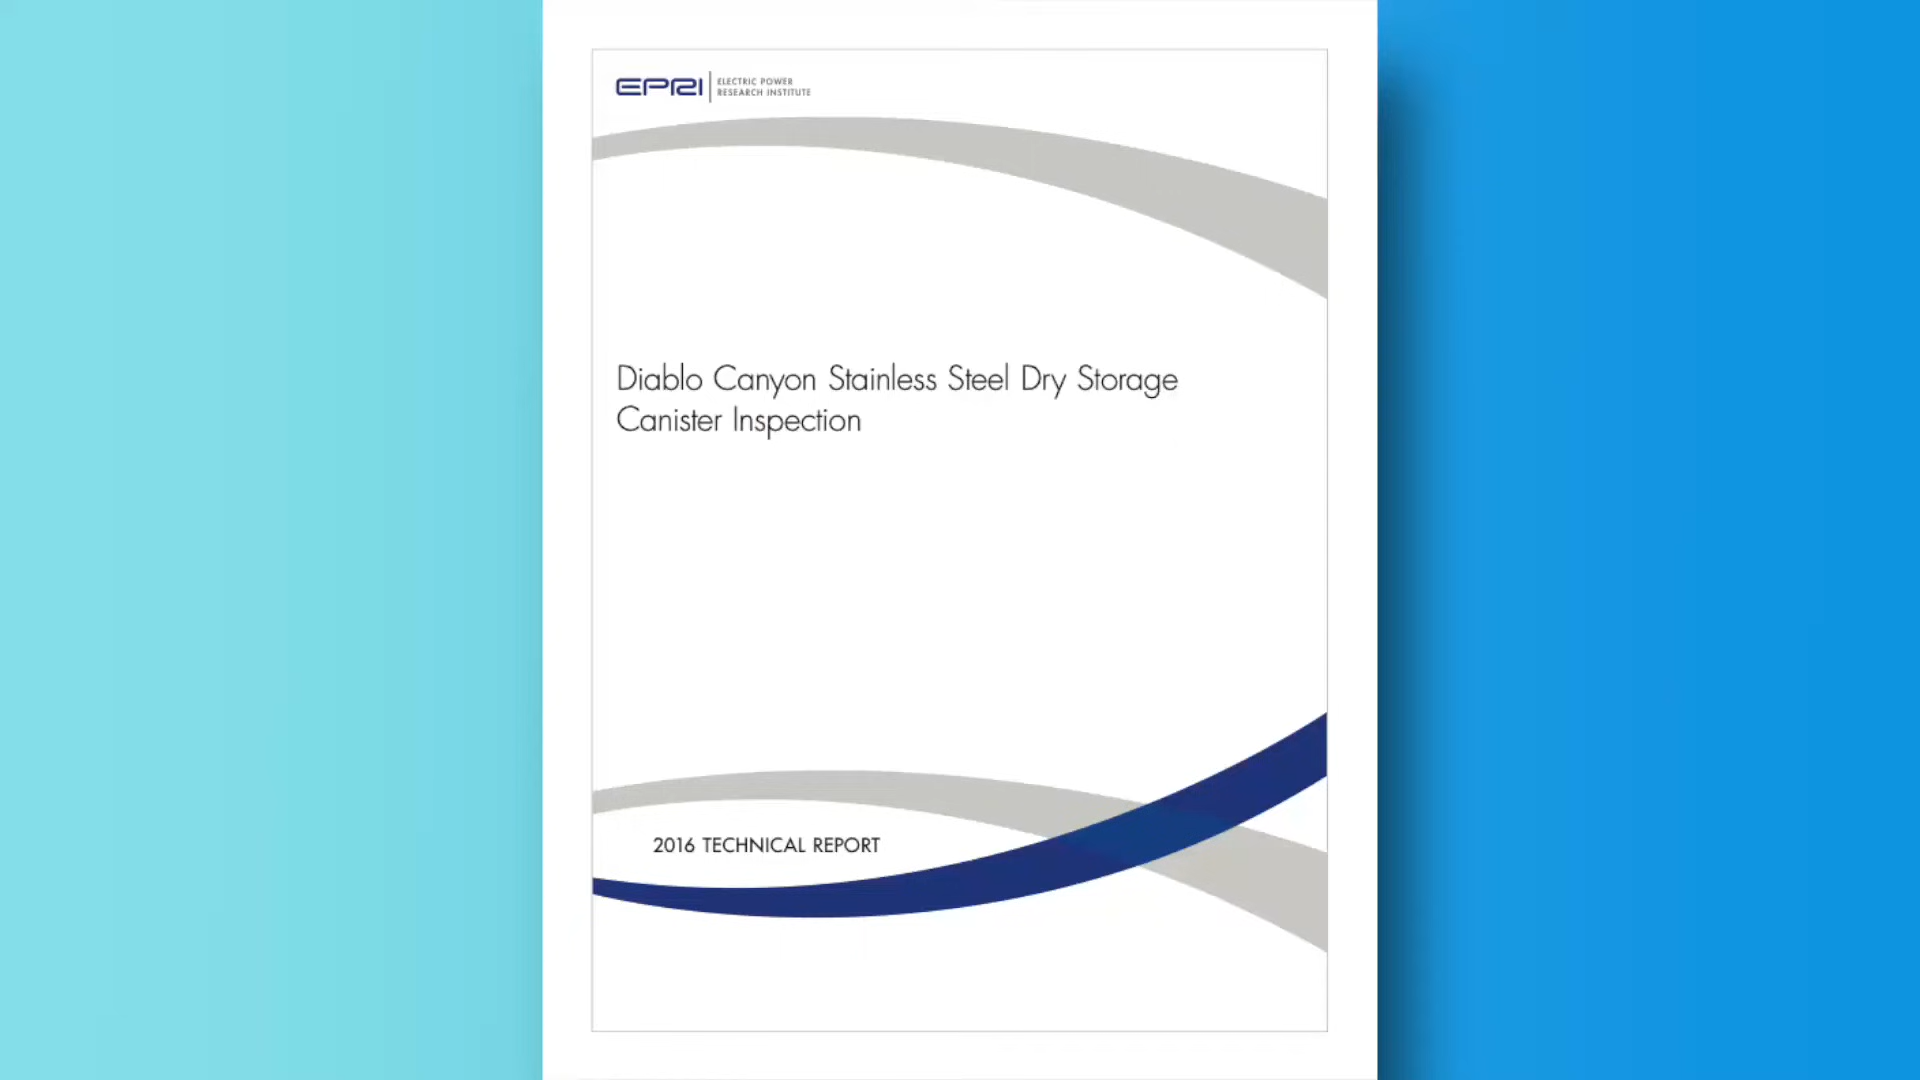 EPRI
ELECTRIC POWER
RESEARCH INSTITUTE
Diablo Canyon Stainless Steel Dry Storage
Canister Inspection
2016 TECHNICAL REPORT